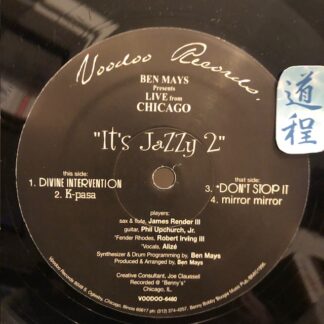 Voodoo Records,
BEN MAYS
Presents
LIVE from
CHICAGO
"It's JaZZy 2"
this side:
1. DIVINE INTERVENTION
2. K-pasa
that side:
3. *DON'T STOP IT
4. mirror mirror
道程
players:
sax & flute, James Render III
guitar, Phil Upchurch, Jr.
*Fender Rhodes, Robert Irving III
*Vocals, Alizé
Synthesizer & Drum Programming by, Ben Mays
Produced & Arranged by, Ben Mays
Creative Consultant, Joe Claussel
Recorded @ "Benny's"
Chicago, IL
VOODOO-6460